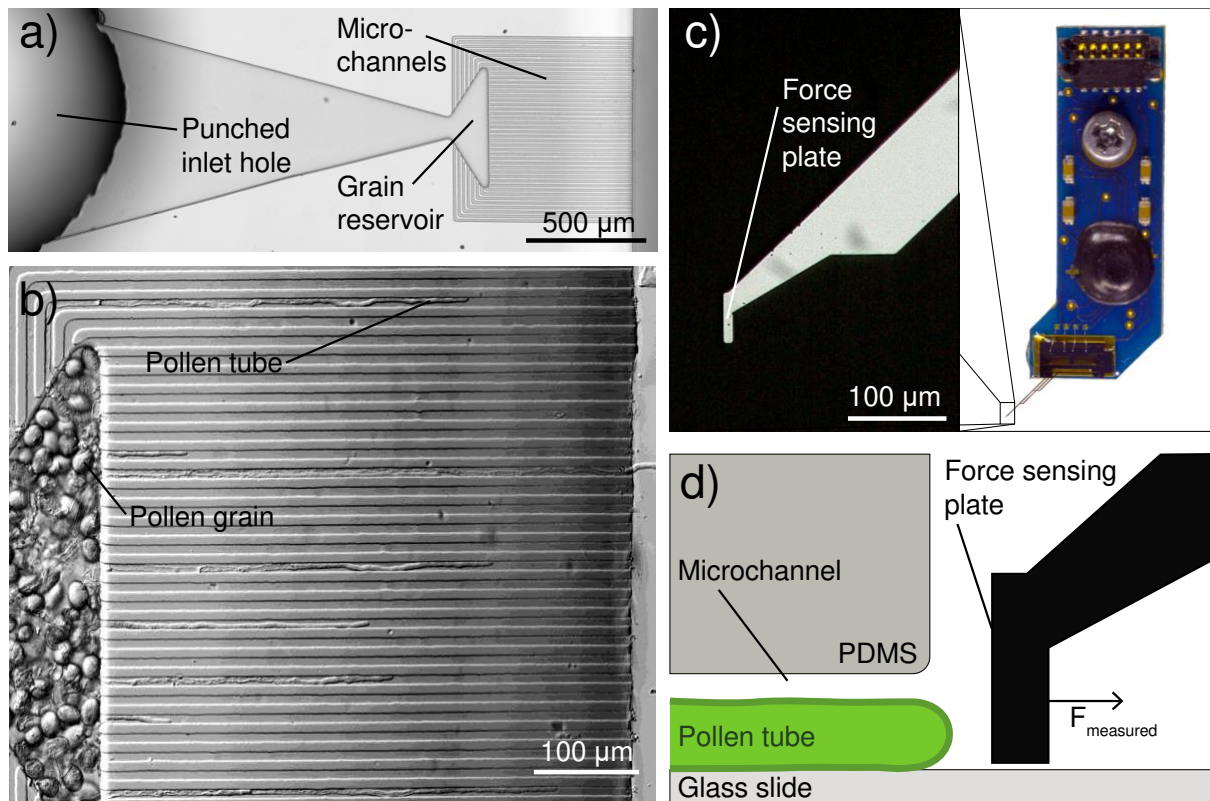 a)
Micro-
channels
Punched
inlet hole
Grain
reservoir
500 µm
b)
Pollen tube
Pollen grain
100 µm
c)
Force
sensing
plate
100 µm
d)
Force sensing
plate
Microchannel
PDMS
Fmeasured
Pollen tube
Glass slide